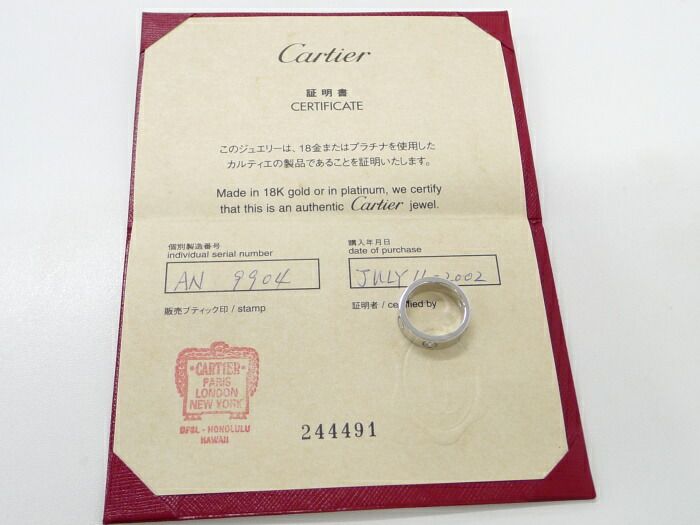 Cartier
証明書
CERTIFICATE
このジュエリーは、18金またはプラチナを使用した
カルティエの製品であることを証明いたします。
Made in 18K gold or in platinum, we certify
that this is an authentic Cartier jewel.
個別製造番号
individual serial number
AN 9904
購入年月日
date of purchase
JULY 11-2002
販売ブティック印 / stamp
証明者 / certified by
CARTIER
PARIS
LONDON
NEW YORK
DFSL - HONOLULU
HAWAII
244491